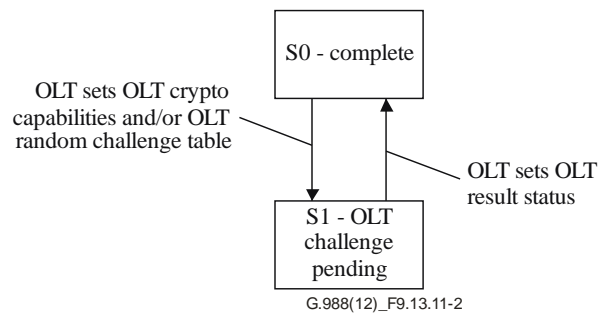 S0 - complete
OLT sets OLT crypto
capabilities and/or OLT
random challenge table
OLT sets OLT
result status
S1 - OLT
challenge
pending
G.988(12)_F9.13.11-2